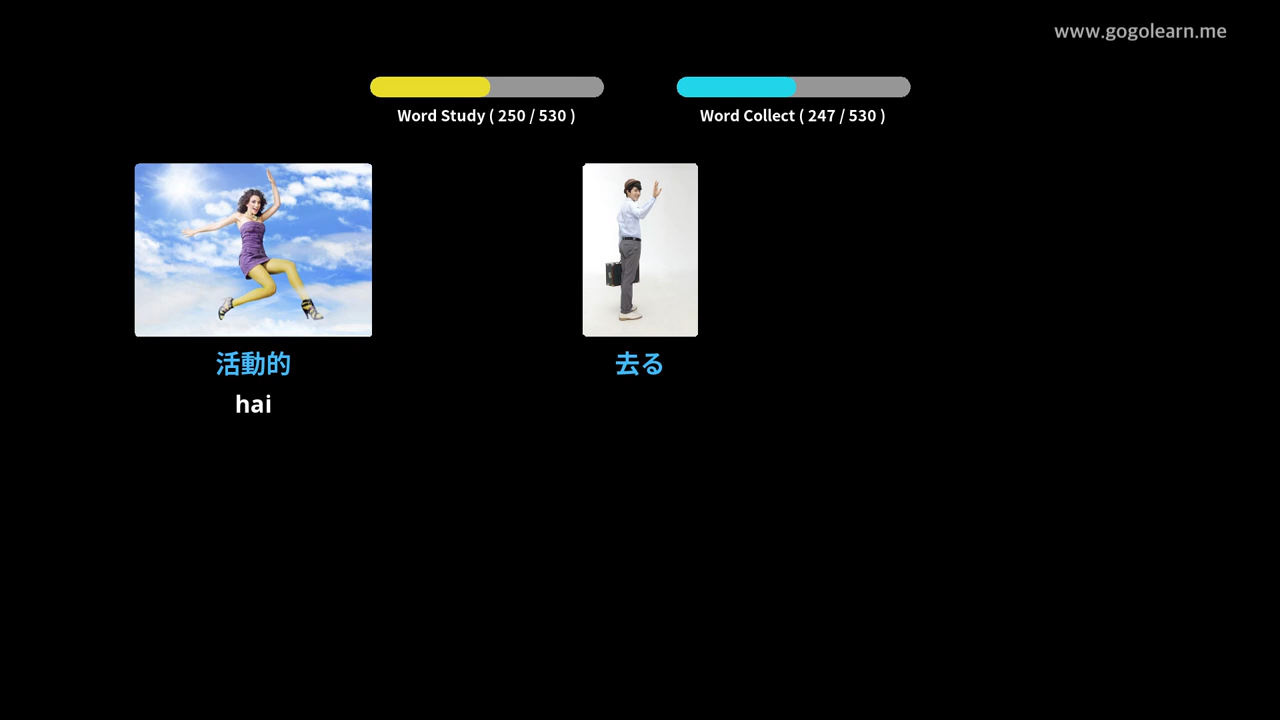 www.gogolearn.me
Word Study ( 250 / 530 )
Word Collect ( 247 / 530 )
活動的
去る
hai